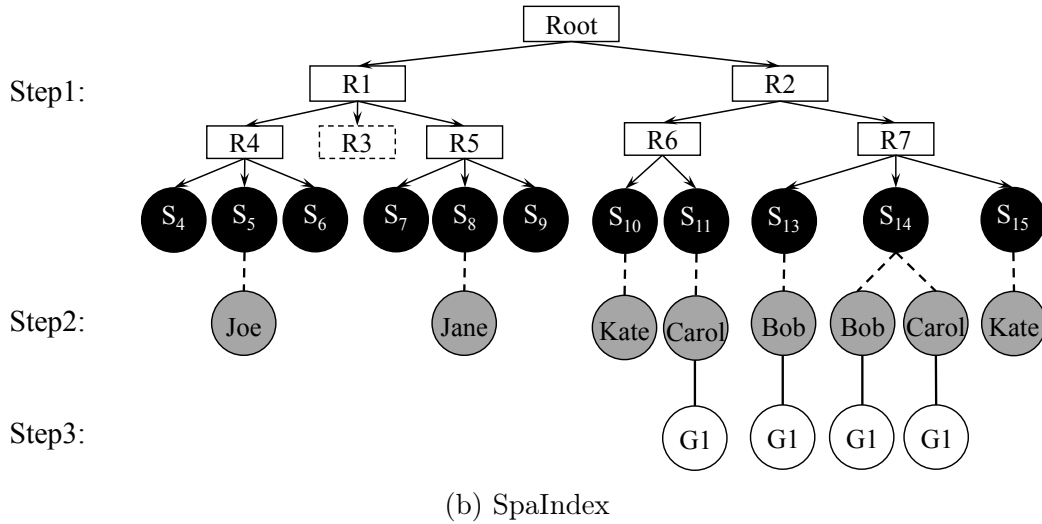 Root
Step1:
R1
R2
R4
R3
R5
R6
R7
S4
S5
S6
S7
S8
S9
S10
S11
S13
S14
S15
Step2:
Joe
Jane
Kate
Carol
Bob
Bob
Carol
Kate
Step3:
G1
G1
G1
G1
(b) SpaIndex